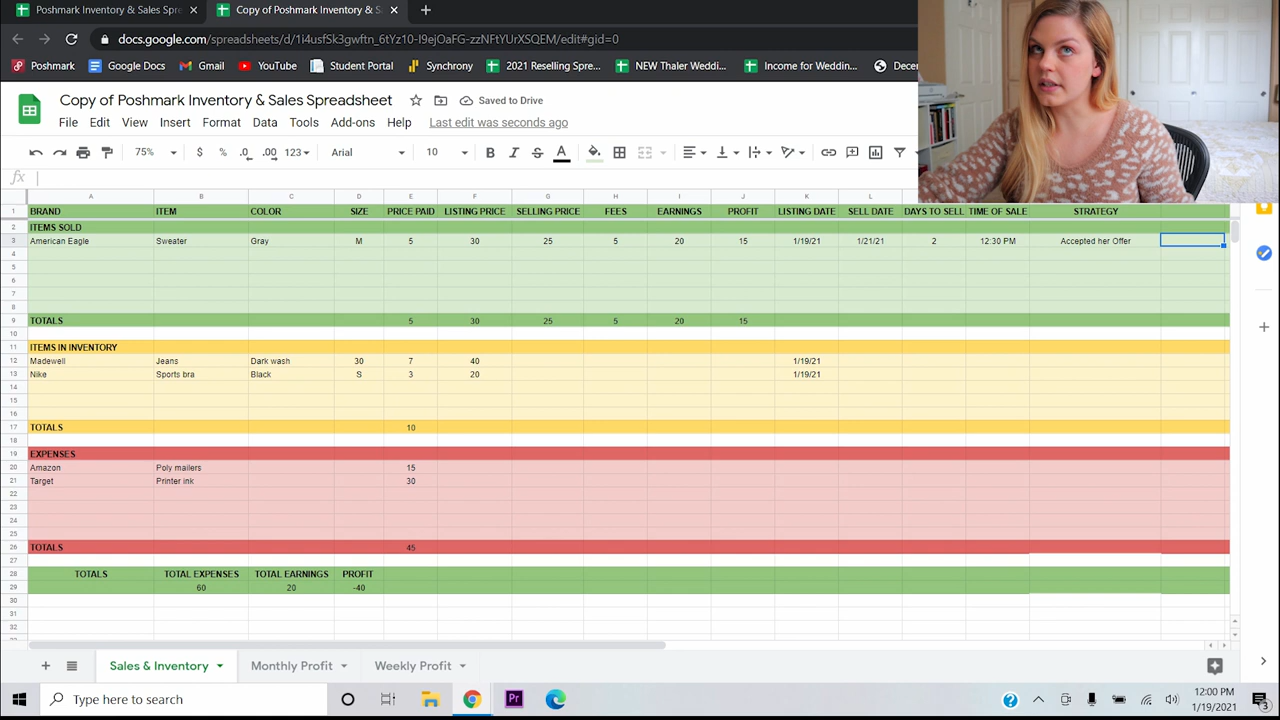 Poshmark Inventory & Sales Spre × Copy of Poshmark Inventory & S × +
docs.google.com/spreadsheets/d/1i4usfSk3gwftn_6tYz10-I9ejOaFG-zzNFtYUrXSQEM/edit#gid=0
Poshmark Google Docs Gmail YouTube Student Portal Synchrony 2021 Reselling Spre... NEW Thaler Weddi... Income for Weddin... Decem
Copy of Poshmark Inventory & Sales Spreadsheet Saved to Drive
File Edit View Insert Format Data Tools Add-ons Help Last edit was seconds ago
75% $ % .0 .00 123 Arial 10 B I S A
fx
A B C D E F G H I J K L M N O
1 BRAND ITEM COLOR SIZE PRICE PAID LISTING PRICE SELLING PRICE FEES EARNINGS PROFIT LISTING DATE SELL DATE DAYS TO SELL TIME OF SALE STRATEGY
2 ITEMS SOLD
3 American Eagle Sweater Gray M 5 30 25 5 20 15 1/19/21 1/21/21 2 12:30 PM Accepted her Offer
4
5
6
7
8
9 TOTALS 5 30 25 5 20 15
10
11 ITEMS IN INVENTORY
12 Madewell Jeans Dark wash 30 7 40 1/19/21
13 Nike Sports bra Black S 3 20 1/19/21
14
15
16
17 TOTALS 10
18
19 EXPENSES
20 Amazon Poly mailers 15
21 Target Printer ink 30
22
23
24
25
26 TOTALS 45
27
28 TOTALS TOTAL EXPENSES TOTAL EARNINGS PROFIT
29 60 20 -40
30
31
32
+ Sales & Inventory Monthly Profit Weekly Profit
Type here to search Pr 12:00 PM
1/19/2021 3